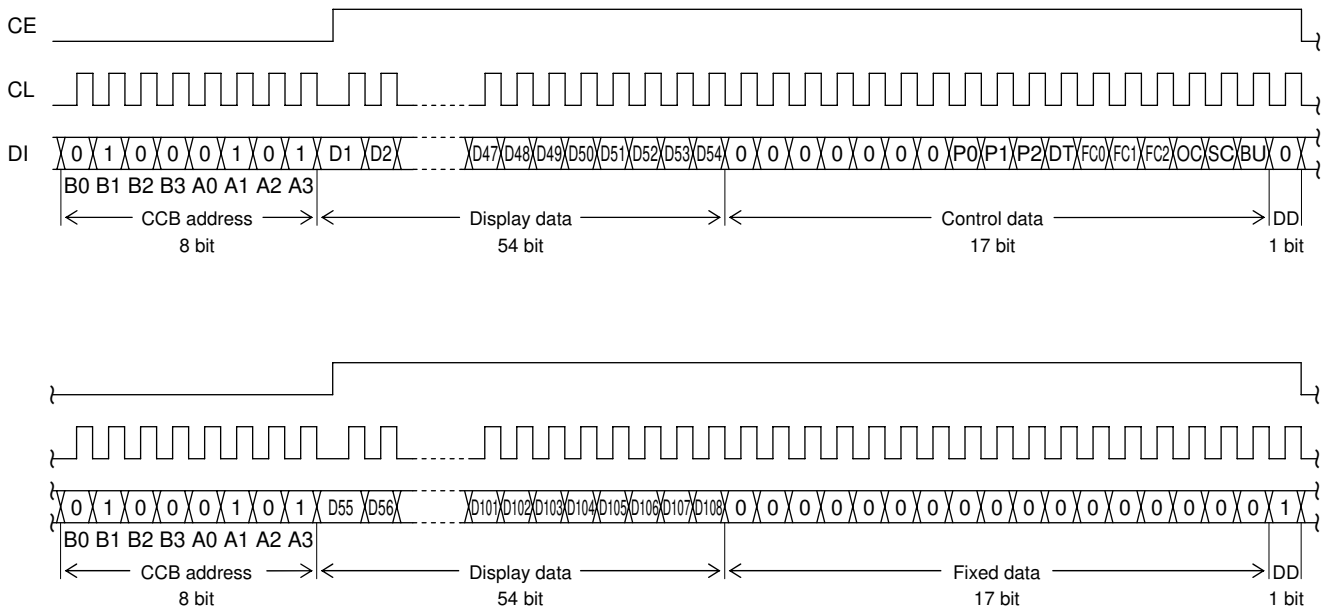 CE
CL
DI 0 1 0 0 0 1 0 1 D1 D2 D47 D48 D49 D50 D51 D52 D53 D54 0 0 0 0 0 0 0 P0 P1 P2 DT FC0 FC1 FC2 OC SC BU 0
B0 B1 B2 B3 A0 A1 A2 A3
CCB address Display data Control data DD
8 bit 54 bit 17 bit 1 bit
0 1 0 0 0 1 0 1 D55 D56 D101 D102 D103 D104 D105 D106 D107 D108 0 0 0 0 0 0 0 0 0 0 0 0 0 0 0 0 0 1
B0 B1 B2 B3 A0 A1 A2 A3
CCB address Display data Fixed data DD
8 bit 54 bit 17 bit 1 bit